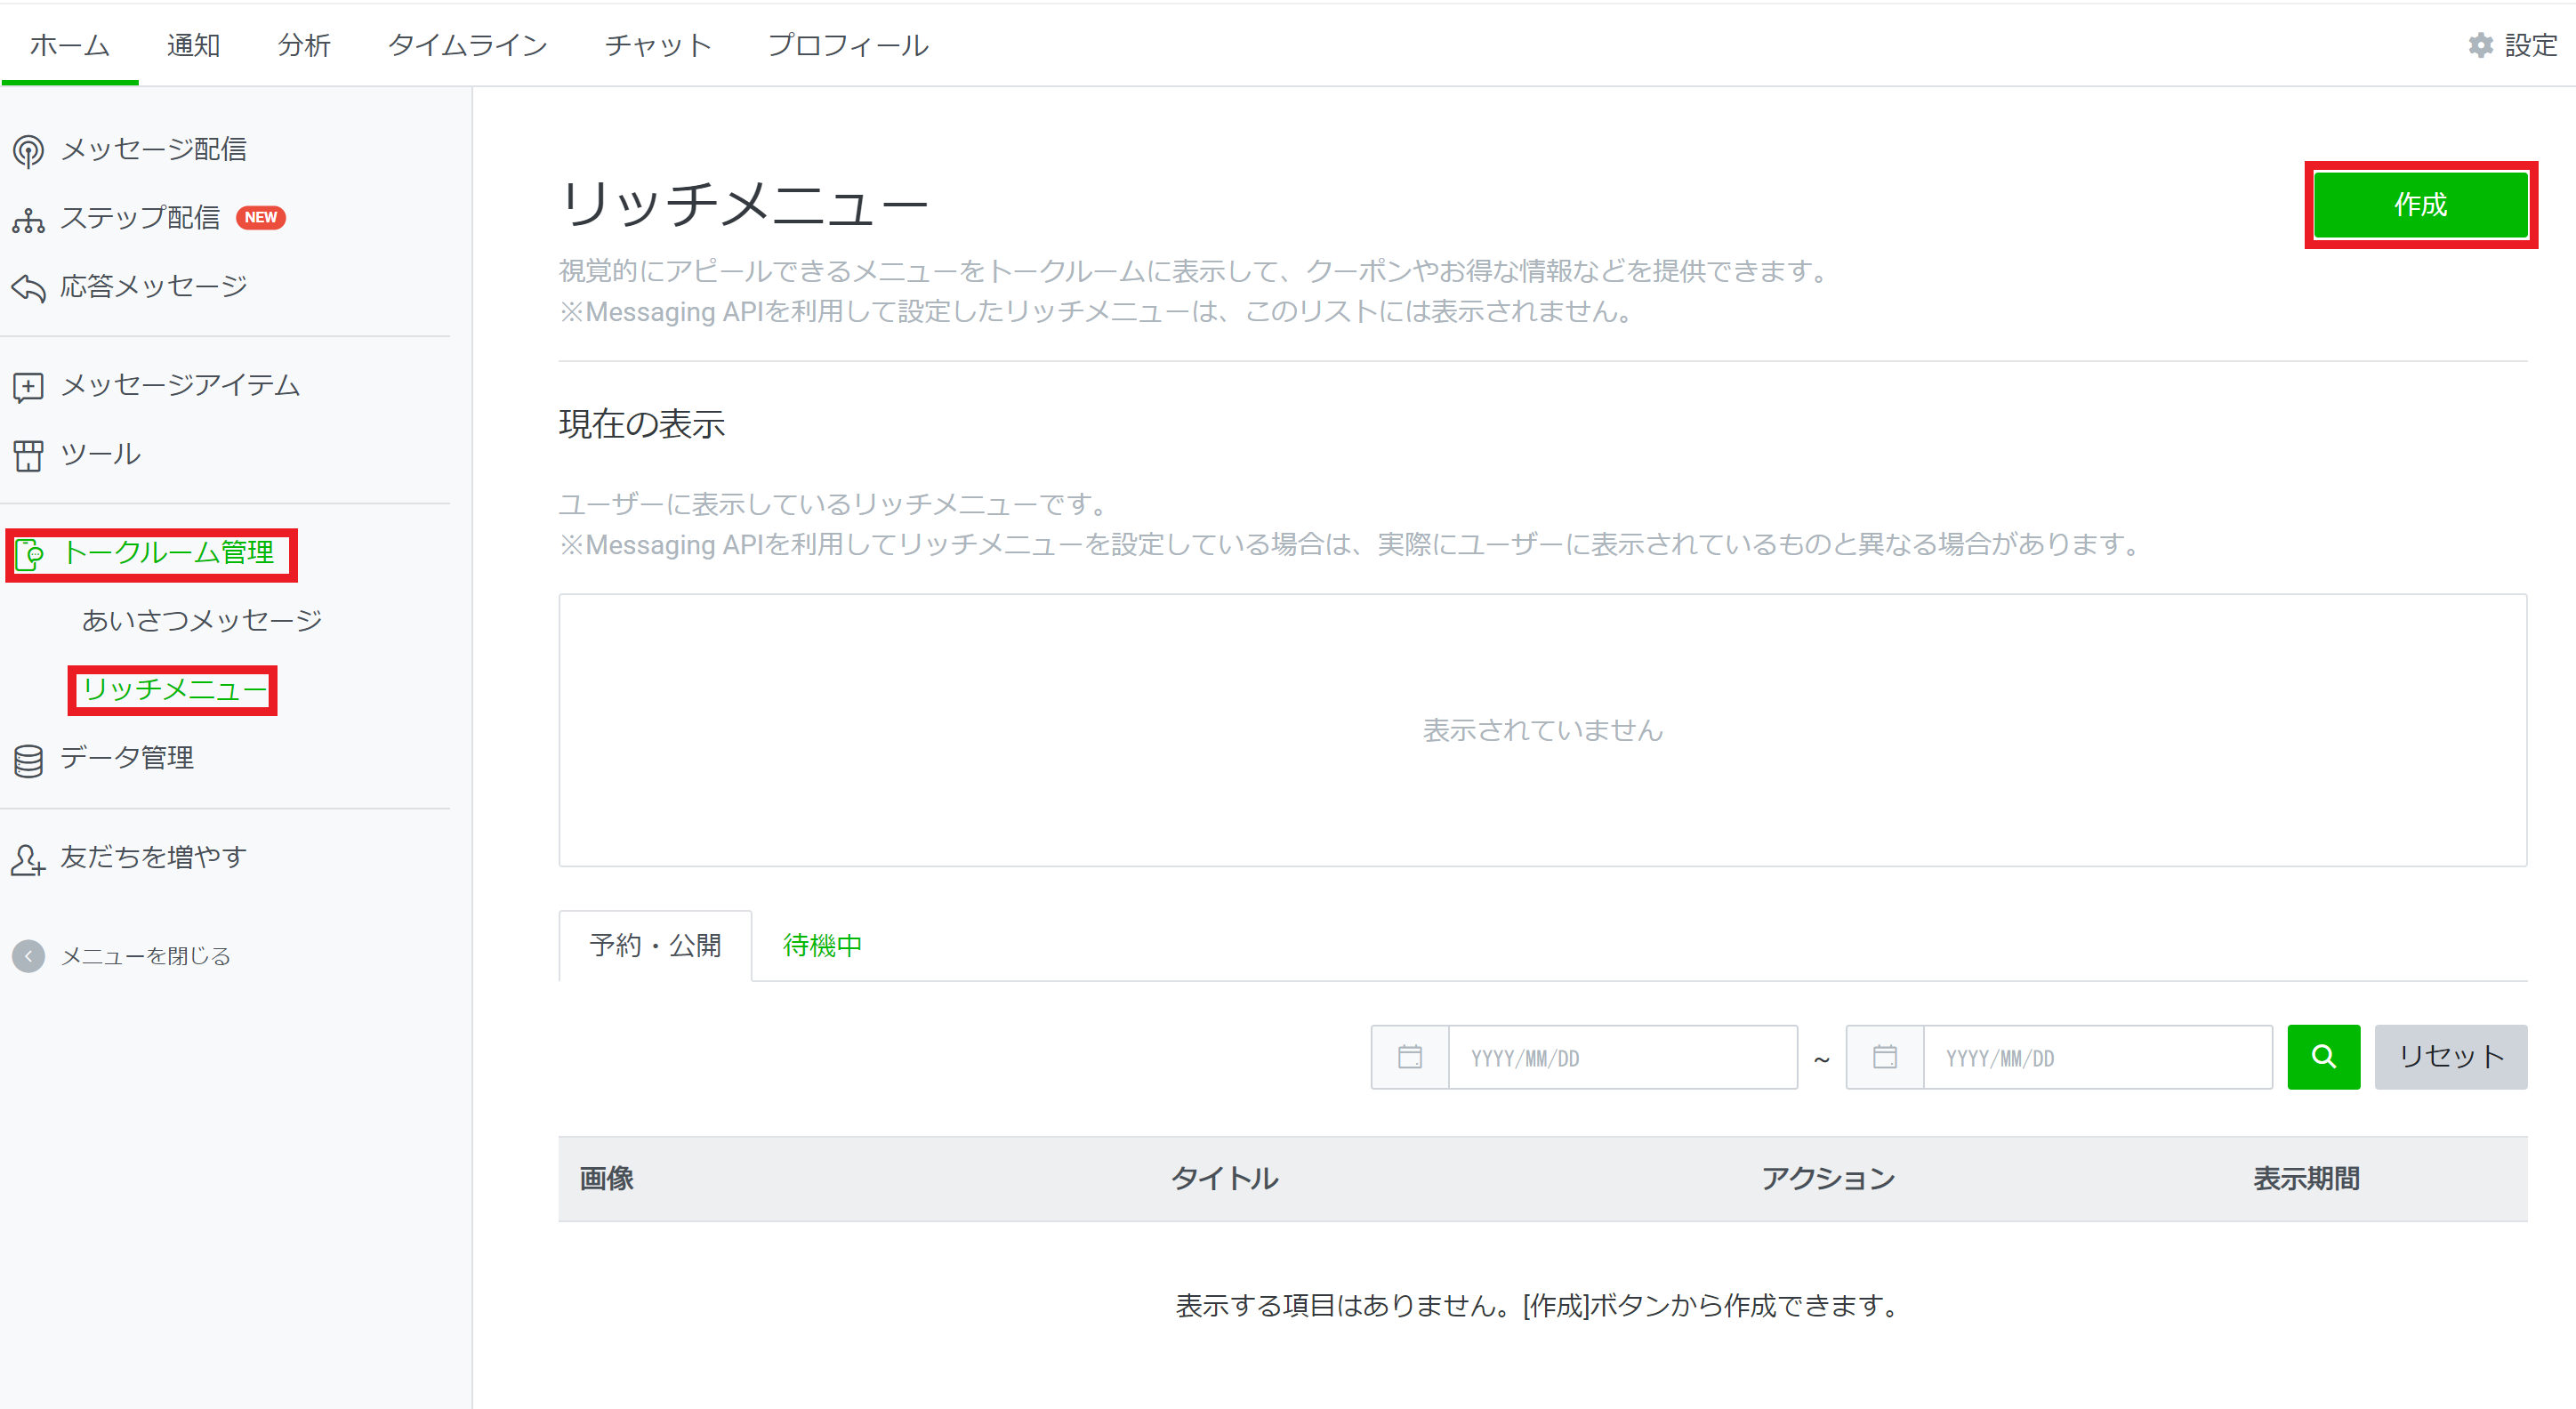 ホーム 通知 分析 タイムライン チャット プロフィール 設定
メッセージ配信
ステップ配信 NEW
応答メッセージ
メッセージアイテム
ツール
トークルーム管理
あいさつメッセージ
リッチメニュー
データ管理
友だちを増やす
メニューを閉じる
リッチメニュー
作成
視覚的にアピールできるメニューをトークルームに表示して、クーポンやお得な情報などを提供できます。
※Messaging APIを利用して設定したリッチメニューは、このリストには表示されません。
現在の表示
ユーザーに表示しているリッチメニューです。
※Messaging APIを利用してリッチメニューを設定している場合は、実際にユーザーに表示されているものと異なる場合があります。
表示されていません
予約・公開 待機中
YYYY/MM/DD ~ YYYY/MM/DD リセット
画像 タイトル アクション 表示期間
表示する項目はありません。[作成]ボタンから作成できます。